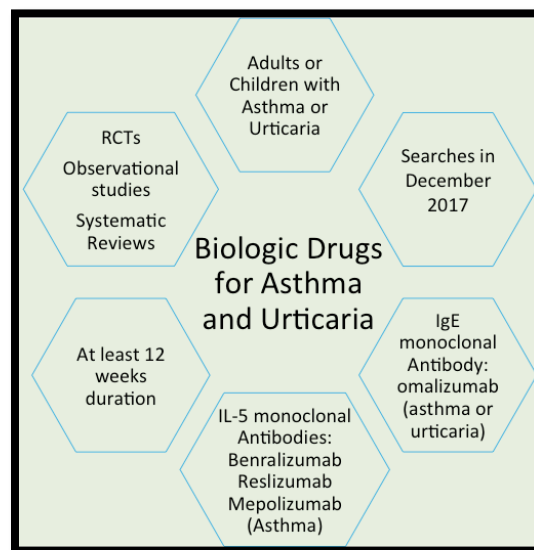 Adults or
Children with
Asthma or
Urticaria
RCTs
Observational
studies
Systematic
Reviews
Searches in
December
2017
Biologic Drugs
for Asthma
and Urticaria
At least 12
weeks
duration
IgE
monoclonal
Antibody:
omalizumab
(asthma or
urticaria)
IL-5 monoclonal
Antibodies:
Benralizumab
Reslizumab
Mepolizumab
(Asthma)